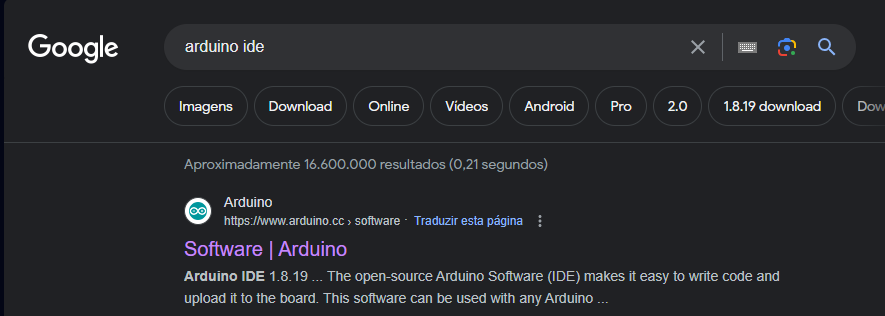 Google
arduino ide
Imagens Download Online Vídeos Android Pro 2.0 1.8.19 download Dow
Aproximadamente 16.600.000 resultados (0,21 segundos)
Arduino
https://www.arduino.cc › software · Traduzir esta página
Software | Arduino
Arduino IDE 1.8.19 ... The open-source Arduino Software (IDE) makes it easy to write code and
upload it to the board. This software can be used with any Arduino ...